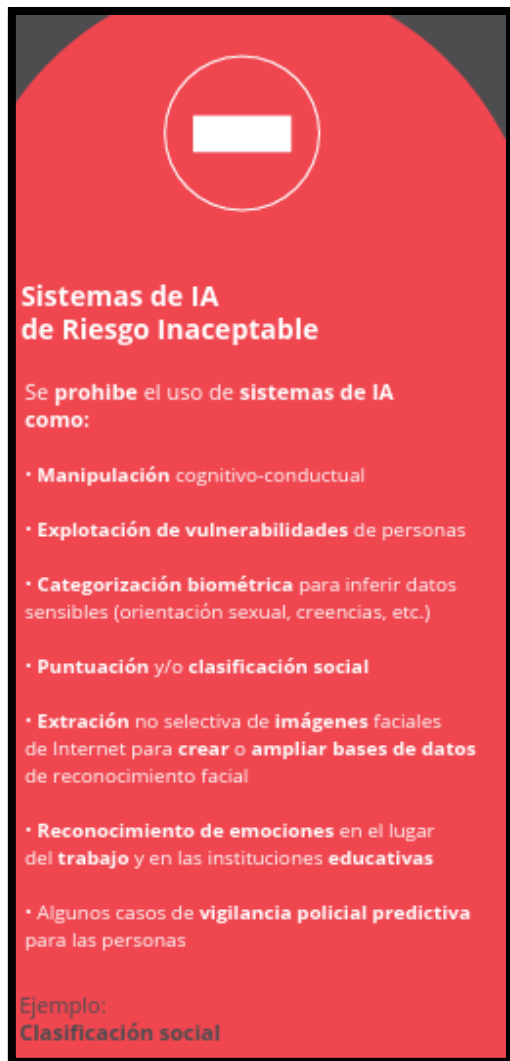 Sistemas de IA
de Riesgo Inaceptable
Se prohibe el uso de sistemas de IA
como:
· Manipulación cognitivo-conductual
· Explotación de vulnerabilidades de personas
· Categorización biométrica para inferir datos
sensibles (orientación sexual, creencias, etc.)
· Puntuación y/o clasificación social
· Extración no selectiva de imágenes faciales
de Internet para crear o ampliar bases de datos
de reconocimiento facial
· Reconocimiento de emociones en el lugar
del trabajo y en las instituciones educativas
· Algunos casos de vigilancia policial predictiva
para las personas
Ejemplo:
Clasificación social